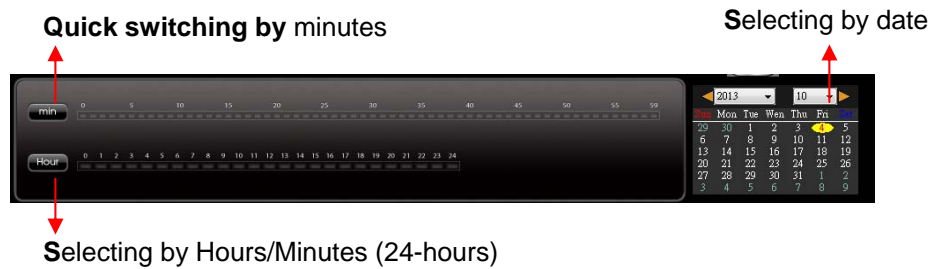 Quick switching by minutes
Selecting by date
min
0 5 10 15 20 25 30 35 40 45 50 55 59
Hour
0 1 2 3 4 5 6 7 8 9 10 11 12 13 14 15 16 17 18 19 20 21 22 23 24
2013 10
Sun Mon Tue Wen Thu Fri Sat
29 30 1 2 3 4 5
6 7 8 9 10 11 12
13 14 15 16 17 18 19
20 21 22 23 24 25 26
27 28 29 30 31 1 2
3 4 5 6 7 8 9
Selecting by Hours/Minutes (24-hours)